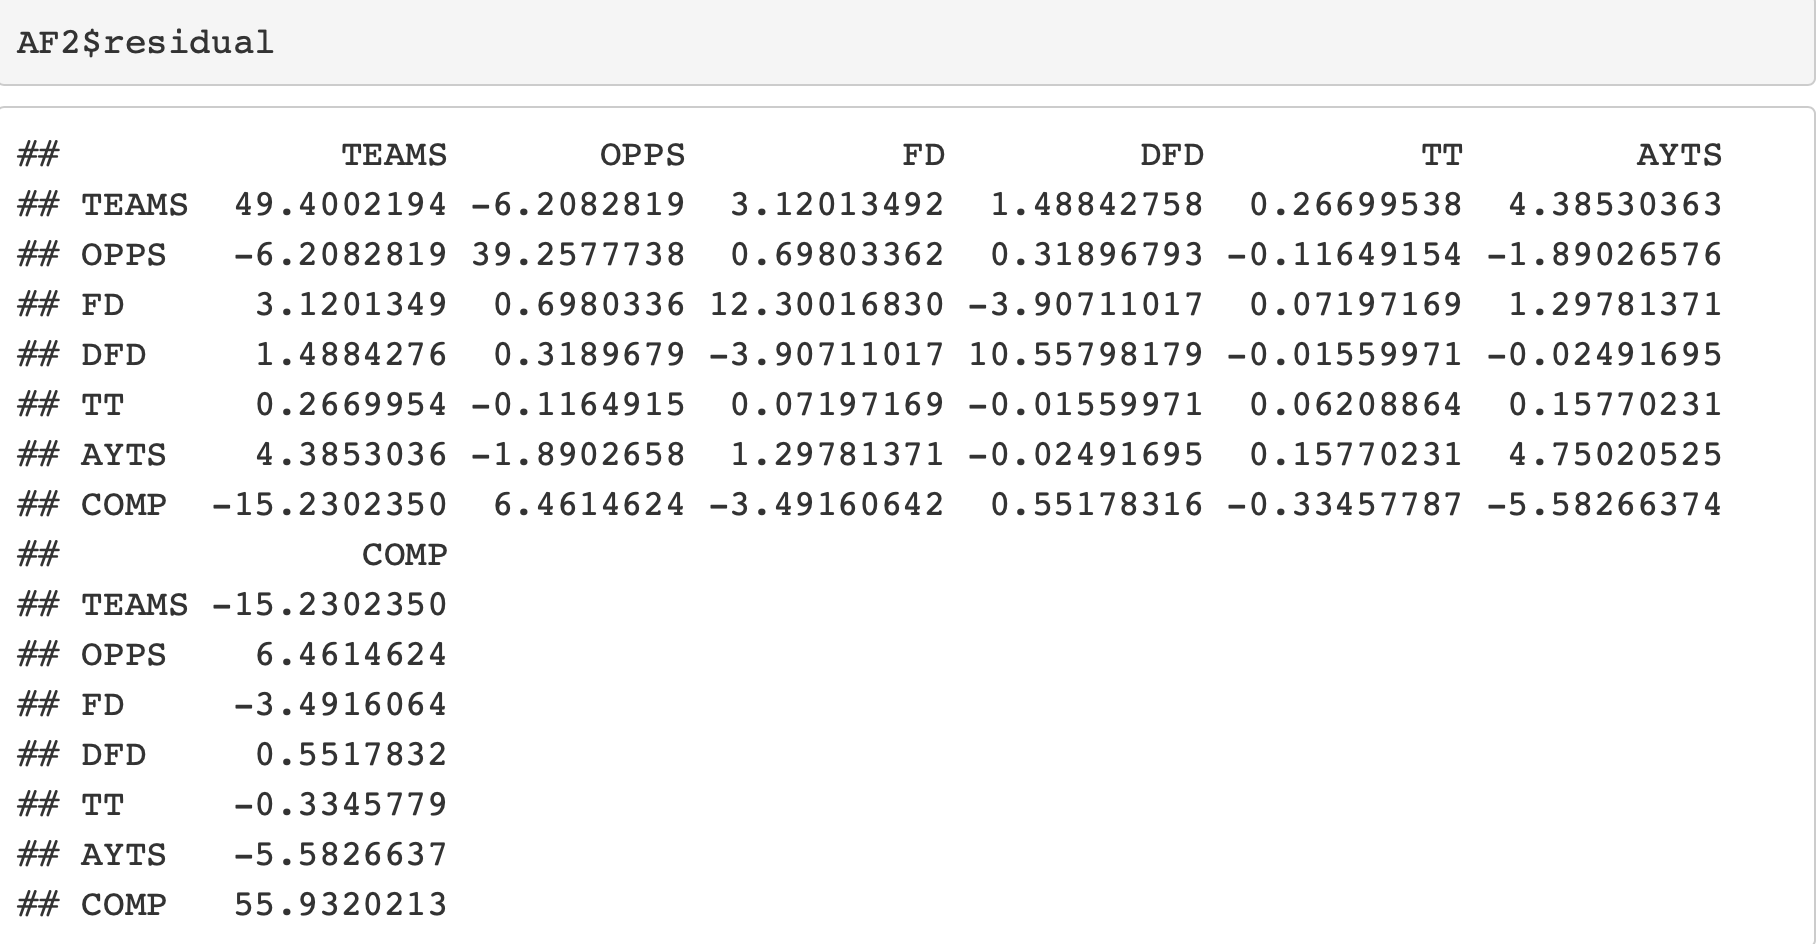 AF2$residual
##              TEAMS       OPPS          FD         DFD          TT        AYTS
## TEAMS  49.4002194 -6.2082819  3.12013492  1.48842758  0.26699538  4.38530363
## OPPS   -6.2082819 39.2577738  0.69803362  0.31896793 -0.11649154 -1.89026576
## FD      3.1201349  0.6980336 12.30016830 -3.90711017  0.07197169  1.29781371
## DFD     1.4884276  0.3189679 -3.90711017 10.55798179 -0.01559971 -0.02491695
## TT      0.2669954 -0.1164915  0.07197169 -0.01559971  0.06208864  0.15770231
## AYTS    4.3853036 -1.8902658  1.29781371 -0.02491695  0.15770231  4.75020525
## COMP  -15.2302350  6.4614624 -3.49160642  0.55178316 -0.33457787 -5.58266374
##              COMP
## TEAMS -15.2302350
## OPPS    6.4614624
## FD     -3.4916064
## DFD     0.5517832
## TT     -0.3345779
## AYTS   -5.5826637
## COMP   55.9320213